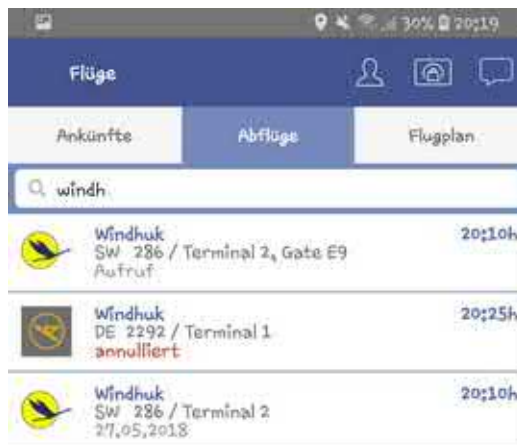 30% 20:19
Flüge
Ankünfte Abflüge Flugplan
windh
Windhuk 20:10h
SW 286 / Terminal 2, Gate E9
Aufruf
Windhuk 20:25h
DE 2292 / Terminal 1
annulliert
Windhuk 20:10h
SW 286 / Terminal 2
27.05.2018